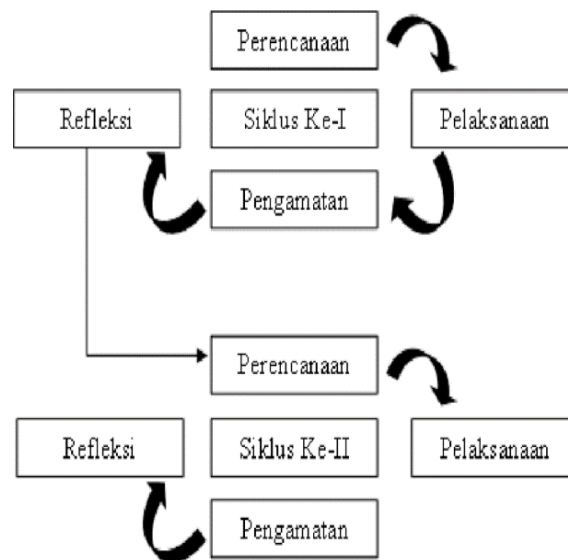 Perencanaan
Refleksi
Siklus Ke-I
Pelaksanaan
Pengamatan
Perencanaan
Refleksi
Siklus Ke-II
Pelaksanaan
Pengamatan